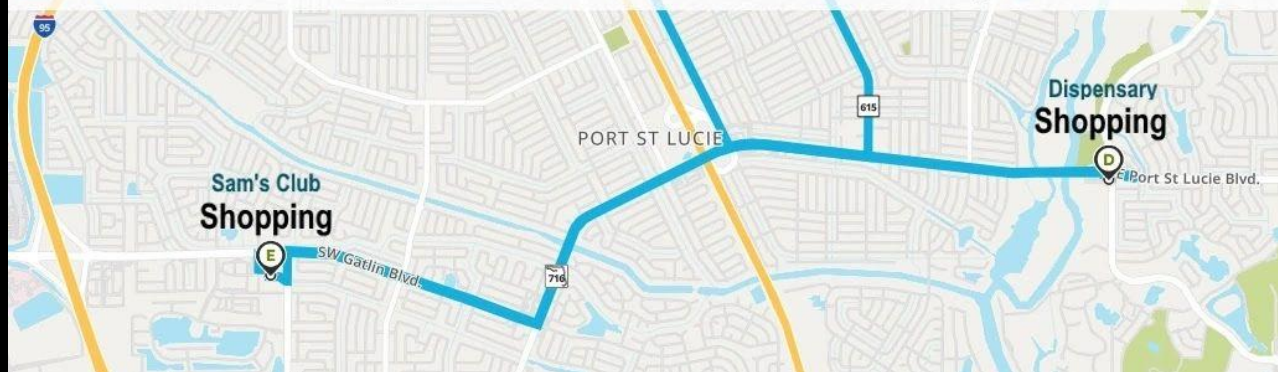 95
Dispensary
Shopping
615
PORT ST LUCIE
D
E Port St Lucie Blvd.
Sam's Club
Shopping
E
SW Gatlin Blvd.
716